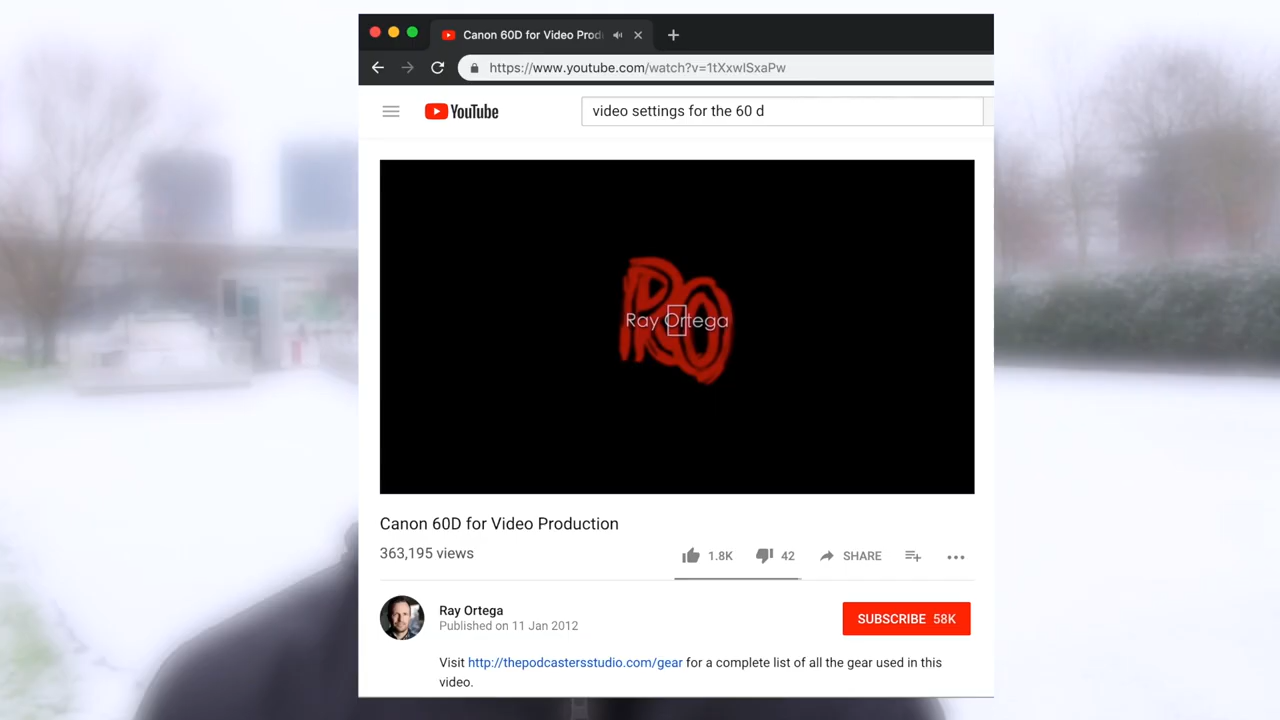 Canon 60D for Video Prod
https://www.youtube.com/watch?v=1tXxwISxaPw
YouTube
video settings for the 60 d
RO
Ray Ortega
Canon 60D for Video Production
363,195 views
1.8K
42
SHARE
Ray Ortega
Published on 11 Jan 2012
SUBSCRIBE 58K
Visit http://thepodcastersstudio.com/gear for a complete list of all the gear used in this
video.